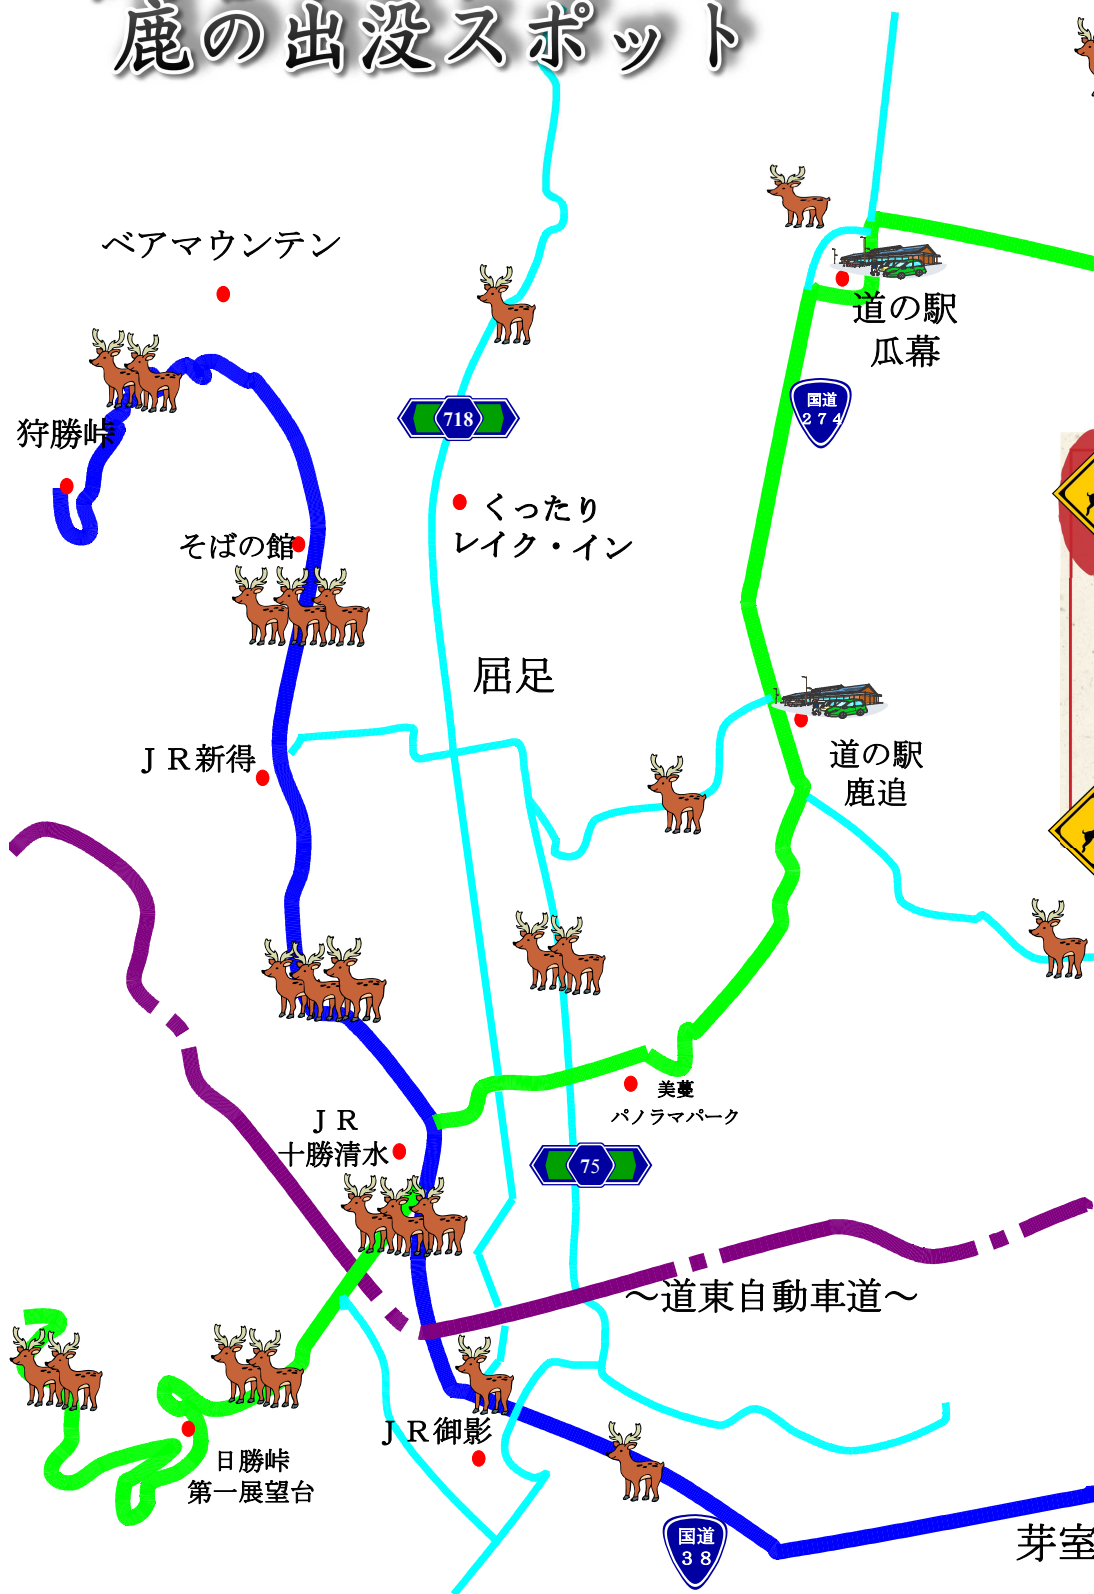 鹿の出没スポット
ベアマウンテン
道の駅
瓜幕
国道
274
718
狩勝峠
くったり
レイク・イン
そばの館
屈足
JR新得
道の駅
鹿追
美蔓
パノラマパーク
JR
十勝清水
75
～道東自動車道～
JR御影
日勝峠
第一展望台
国道
38
芽室